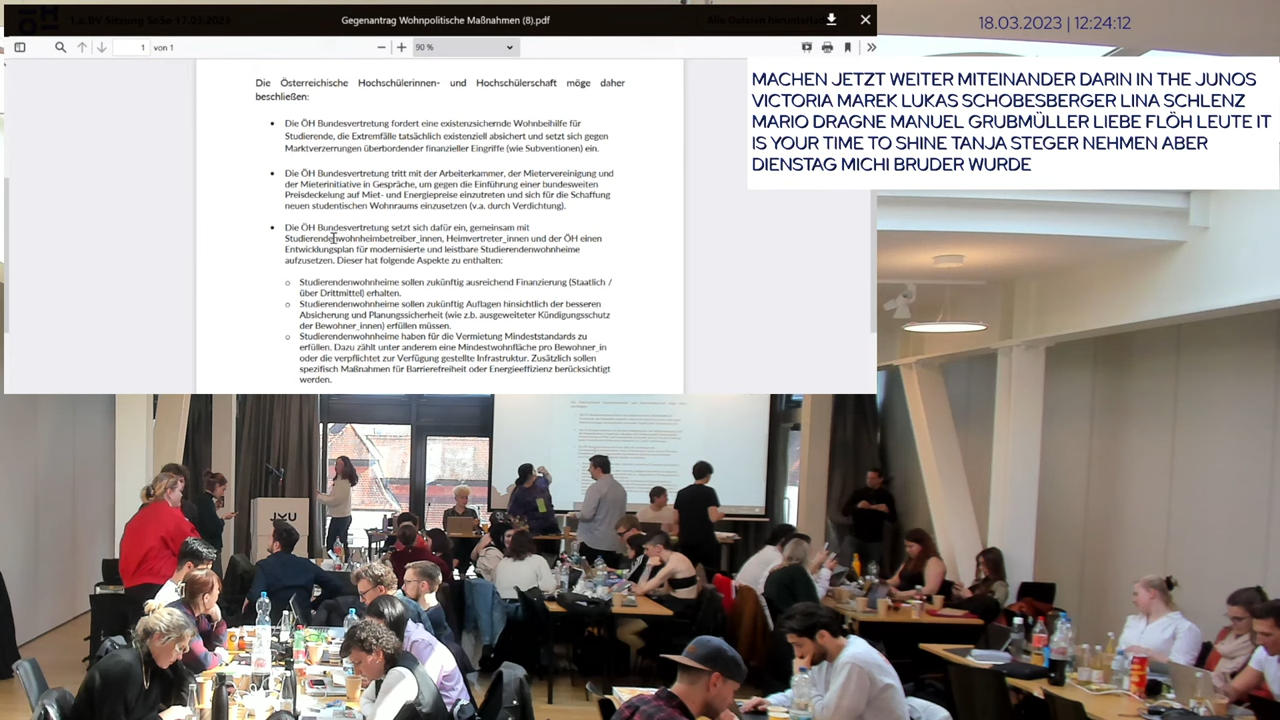 1.a.BV Sitzung SoSe 17.03.2023
Gegenantrag Wohnpolitische Maßnahmen (8).pdf
Alle Dateien herunterladen
18.03.2023 | 12:24:12
1 von 1
90 %
Die Österreichische Hochschülerinnen- und Hochschülerschaft möge daher
beschließen:
• Die ÖH Bundesvertretung fordert eine existenzsichernde Wohnbeihilfe für
Studierende, die Extremfälle tatsächlich existenziell absichert und setzt sich gegen
Marktverzerrungen überbordender finanzieller Eingriffe (wie Subventionen) ein.
• Die ÖH Bundesvertretung tritt mit der Arbeiterkammer, der Mietervereinigung und
der Mieterinitiative in Gespräche, um gegen die Einführung einer bundesweiten
Preisdeckelung auf Miet- und Energiepreise einzutreten und sich für die Schaffung
neuen studentischen Wohnraums einzusetzen (v.a. durch Verdichtung).
• Die ÖH Bundesvertretung setzt sich dafür ein, gemeinsam mit
Studierendenwohnheimbetreiber_innen, Heimvertreter_innen und der ÖH einen
Entwicklungsplan für modernisierte und leistbare Studierendenwohnheime
aufzusetzen. Dieser hat folgende Aspekte zu enthalten:
o Studierendenwohnheime sollen zukünftig ausreichend Finanzierung (Staatlich /
über Drittmittel) erhalten.
o Studierendenwohnheime sollen zukünftig Auflagen hinsichtlich der besseren
Absicherung und Planungssicherheit (wie z.b. ausgeweiteter Kündigungsschutz
der Bewohner_innen) erfüllen müssen.
o Studierendenwohnheime haben für die Vermietung Mindeststandards zu
erfüllen. Dazu zählt unter anderem eine Mindestwohnfläche pro Bewohner_in
oder die verpflichtet zur Verfügung gestellte Infrastruktur. Zusätzlich sollen
spezifisch Maßnahmen für Barrierefreiheit oder Energieeffizienz berücksichtigt
werden.
MACHEN JETZT WEITER MITEINANDER DARIN IN THE JUNOS
VICTORIA MAREK LUKAS SCHOBESBERGER LINA SCHLENZ
MARIO DRAGNE MANUEL GRUBMÜLLER LIEBE FLÖH LEUTE IT
IS YOUR TIME TO SHINE TANJA STEGER NEHMEN ABER
DIENSTAG MICHI BRUDER WURDE
JKU